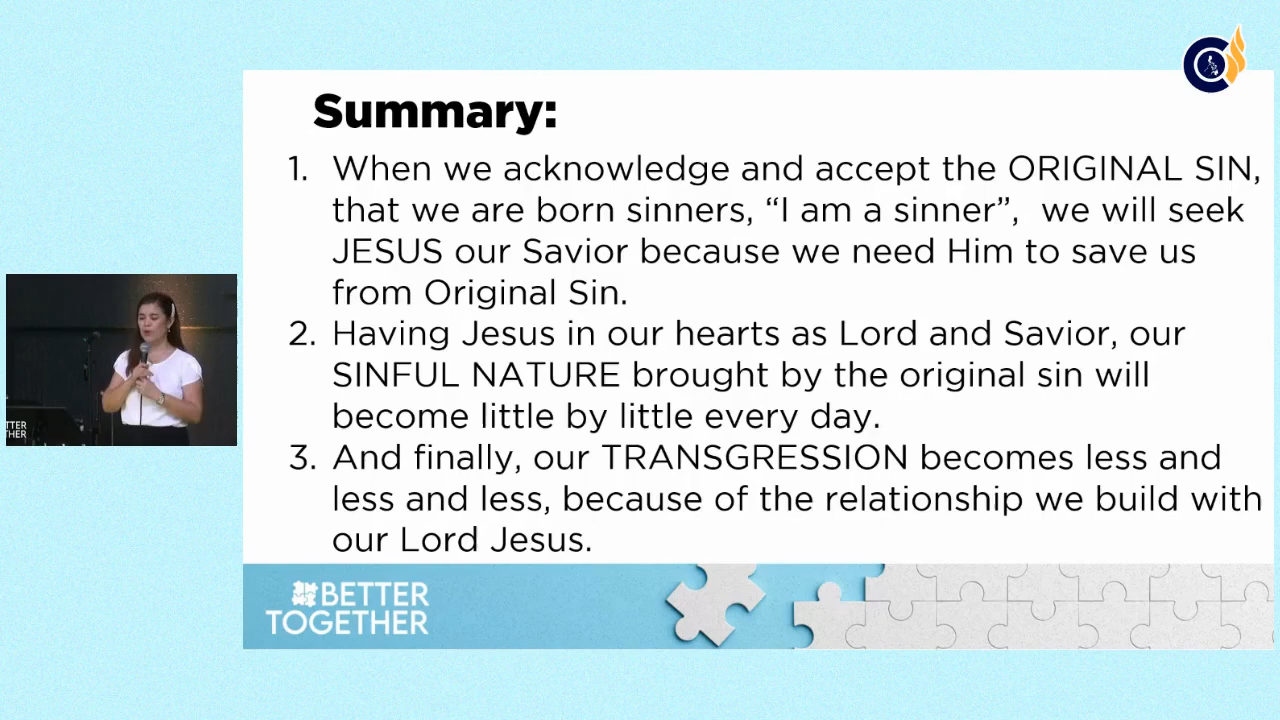 Summary:
1. When we acknowledge and accept the ORIGINAL SIN,
that we are born sinners, “I am a sinner”, we will seek
JESUS our Savior because we need Him to save us
from Original Sin.
2. Having Jesus in our hearts as Lord and Savior, our
SINFUL NATURE brought by the original sin will
become little by little every day.
3. And finally, our TRANSGRESSION becomes less and
less and less, because of the relationship we build with
our Lord Jesus.
BETTER
TOGETHER
TTER
THER